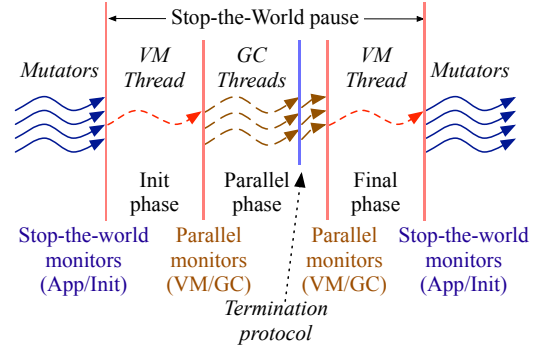 Stop-the-World pause
Mutators
VM
Thread
GC
Threads
VM
Thread
Mutators
Init
phase
Parallel
phase
Final
phase
Stop-the-world
monitors
(App/Init)
Parallel
monitors
(VM/GC)
Termination
protocol
Parallel
monitors
(VM/GC)
Stop-the-world
monitors
(App/Init)